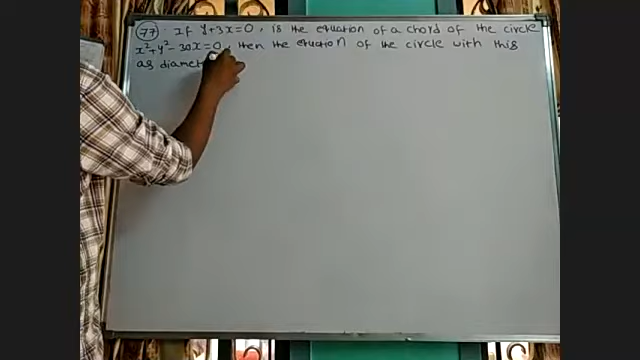 77 If y+3x=0, is the equation of a chord of the circle
x²+y²-30x=0, then the equation of the circle with this
as diamet